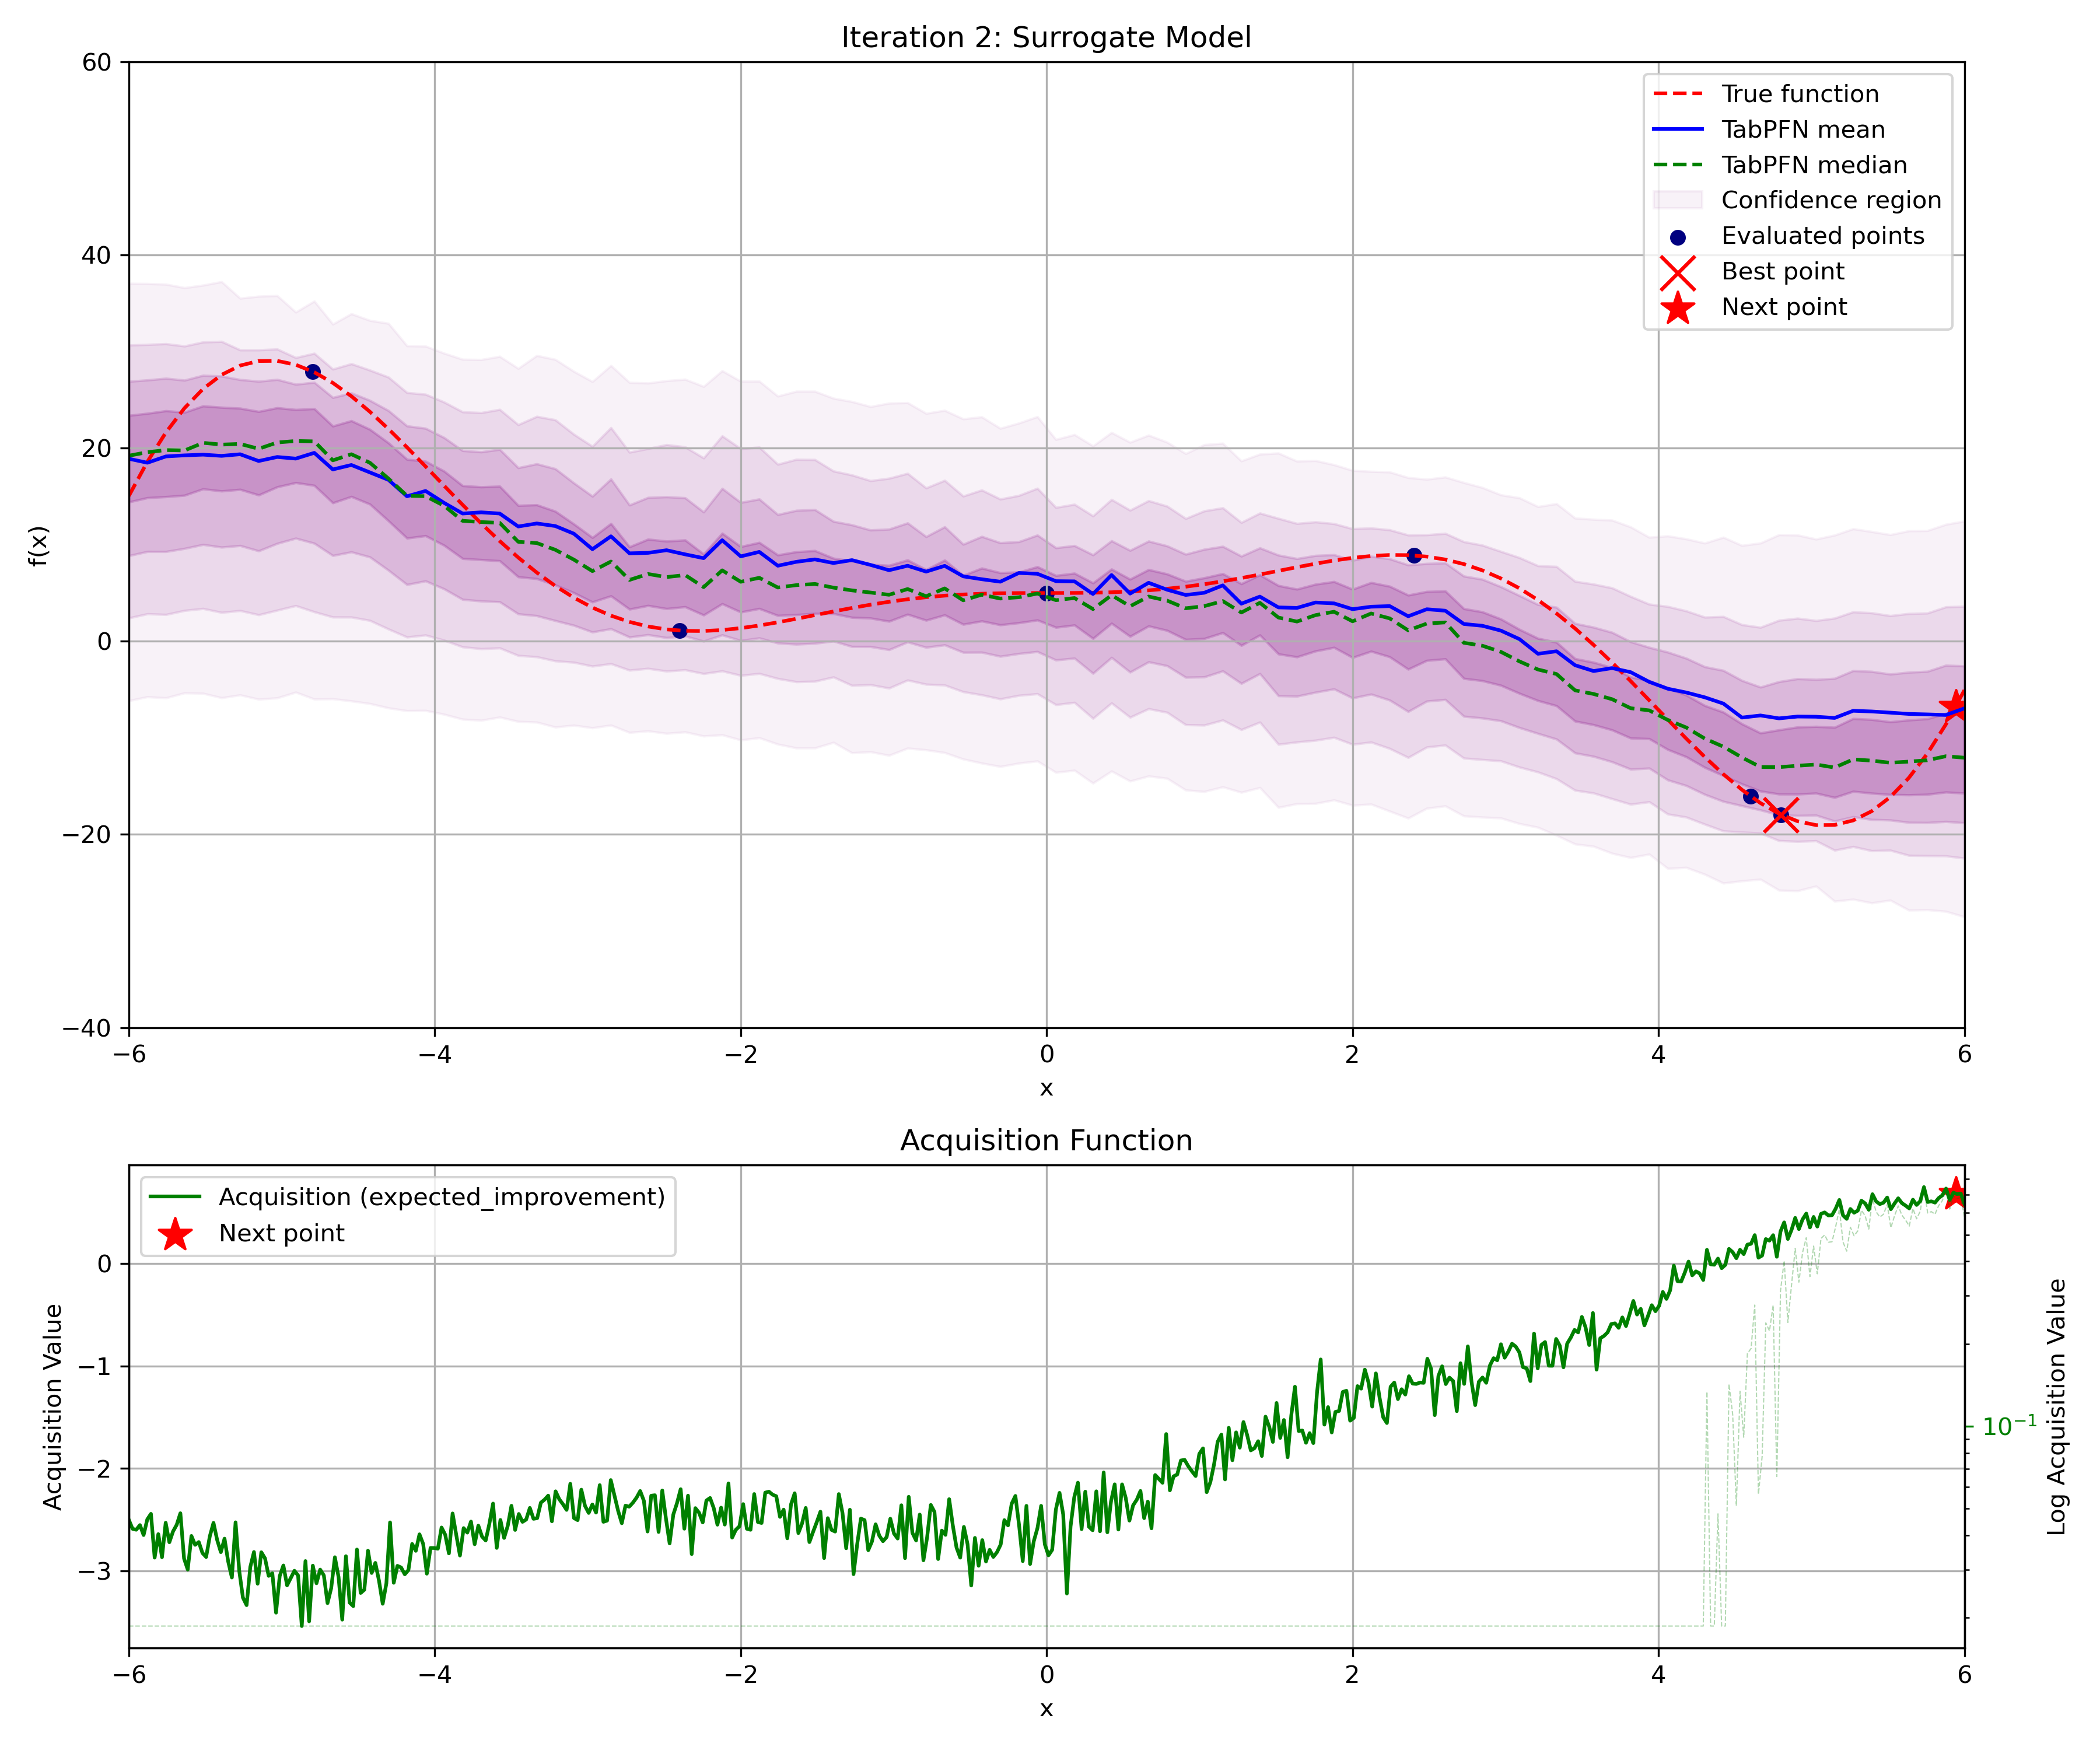 Iteration 2: Surrogate Model
60
40
20
0
−20
−40
f(x)
True function
TabPFN mean
TabPFN median
Confidence region
Evaluated points
Best point
Next point
−6
−4
−2
0
2
4
6
x
Acquisition Function
Acquisition (expected_improvement)
Next point
0
−1
−2
−3
Acquisition Value
10⁻¹
Log Acquisition Value
−6
−4
−2
0
2
4
6
x